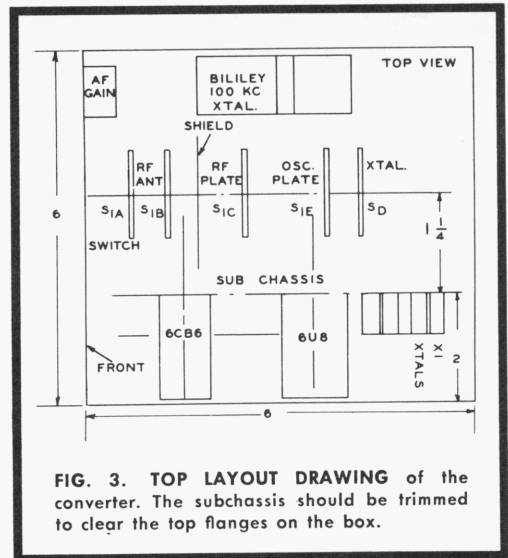 TOP VIEW
AF
GAIN
BILILEY
100 KC
XTAL.
SHIELD
RF
ANT
RF
PLATE
OSC.
PLATE
XTAL.
S1A
S1B
S1C
S1E
SD
SWITCH
6
1 1/4
SUB CHASSIS
6CB6
6U8
X1
XTALS
2
FRONT
6
FIG. 3. TOP LAYOUT DRAWING of the
converter. The subchassis should be trimmed
to clear the top flanges on the box.